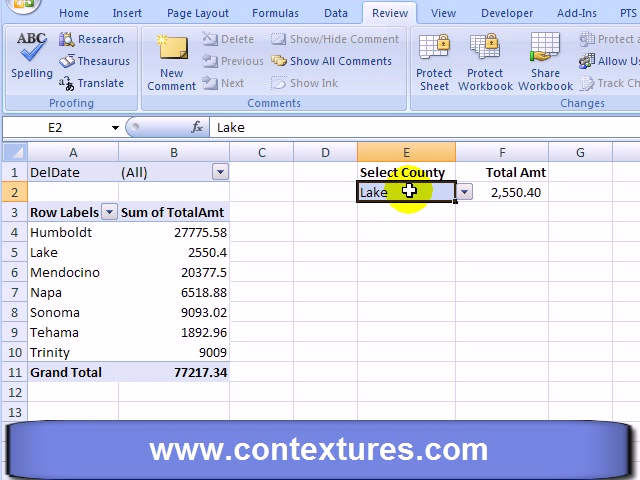 Home Insert Page Layout Formulas Data Review View Developer Add-Ins PTS
ABC
Spelling
Research
Thesaurus
Translate
Proofing
New
Comment
Delete
Previous
Next
Show/Hide Comment
Show All Comments
Show Ink
Comments
Protect
Sheet
Protect
Workbook
Share
Workbook
Protect a
Allow Us
Track Cha
Changes
E2 fx Lake
A B C D E F G
1 DelDate (All) Select County Total Amt
2 Lake 2,550.40
3 Row Labels Sum of TotalAmt
4 Humboldt 27775.58
5 Lake 2550.4
6 Mendocino 20377.5
7 Napa 6518.88
8 Sonoma 9093.02
9 Tehama 1892.96
10 Trinity 9009
11 Grand Total 77217.34
12
13
www.contextures.com